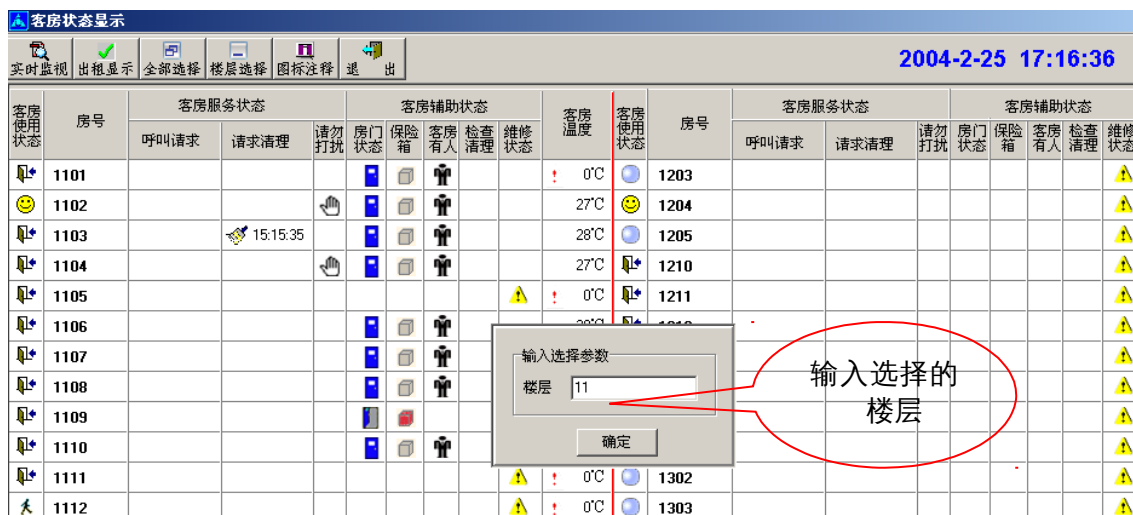 客房状态显示
实时监视 出租显示 全部选择 楼层选择 图标注释 退 出
2004-2-25 17:16:36
客房使用状态 房号 客房服务状态 客房辅助状态 客房温度 客房使用状态 房号 客房服务状态 客房辅助状态
呼叫请求 请求清理 请勿打扰 房门状态 保险箱 客房有人 检查清理 维修状态 呼叫请求 请求清理 请勿打扰 房门状态 保险箱 客房有人 检查清理 维修状态
1101 ! 0℃ 1203
1102 27℃ 1204
1103 15:15:35 28℃ 1205
1104 27℃ 1210
1105 ! 0℃ 1211
1106
输入选择参数
1107
输入选择的
楼层
1108 楼层 11
1109
1110 确定
1111 ! 0℃ 1302
1112 ! 0℃ 1303